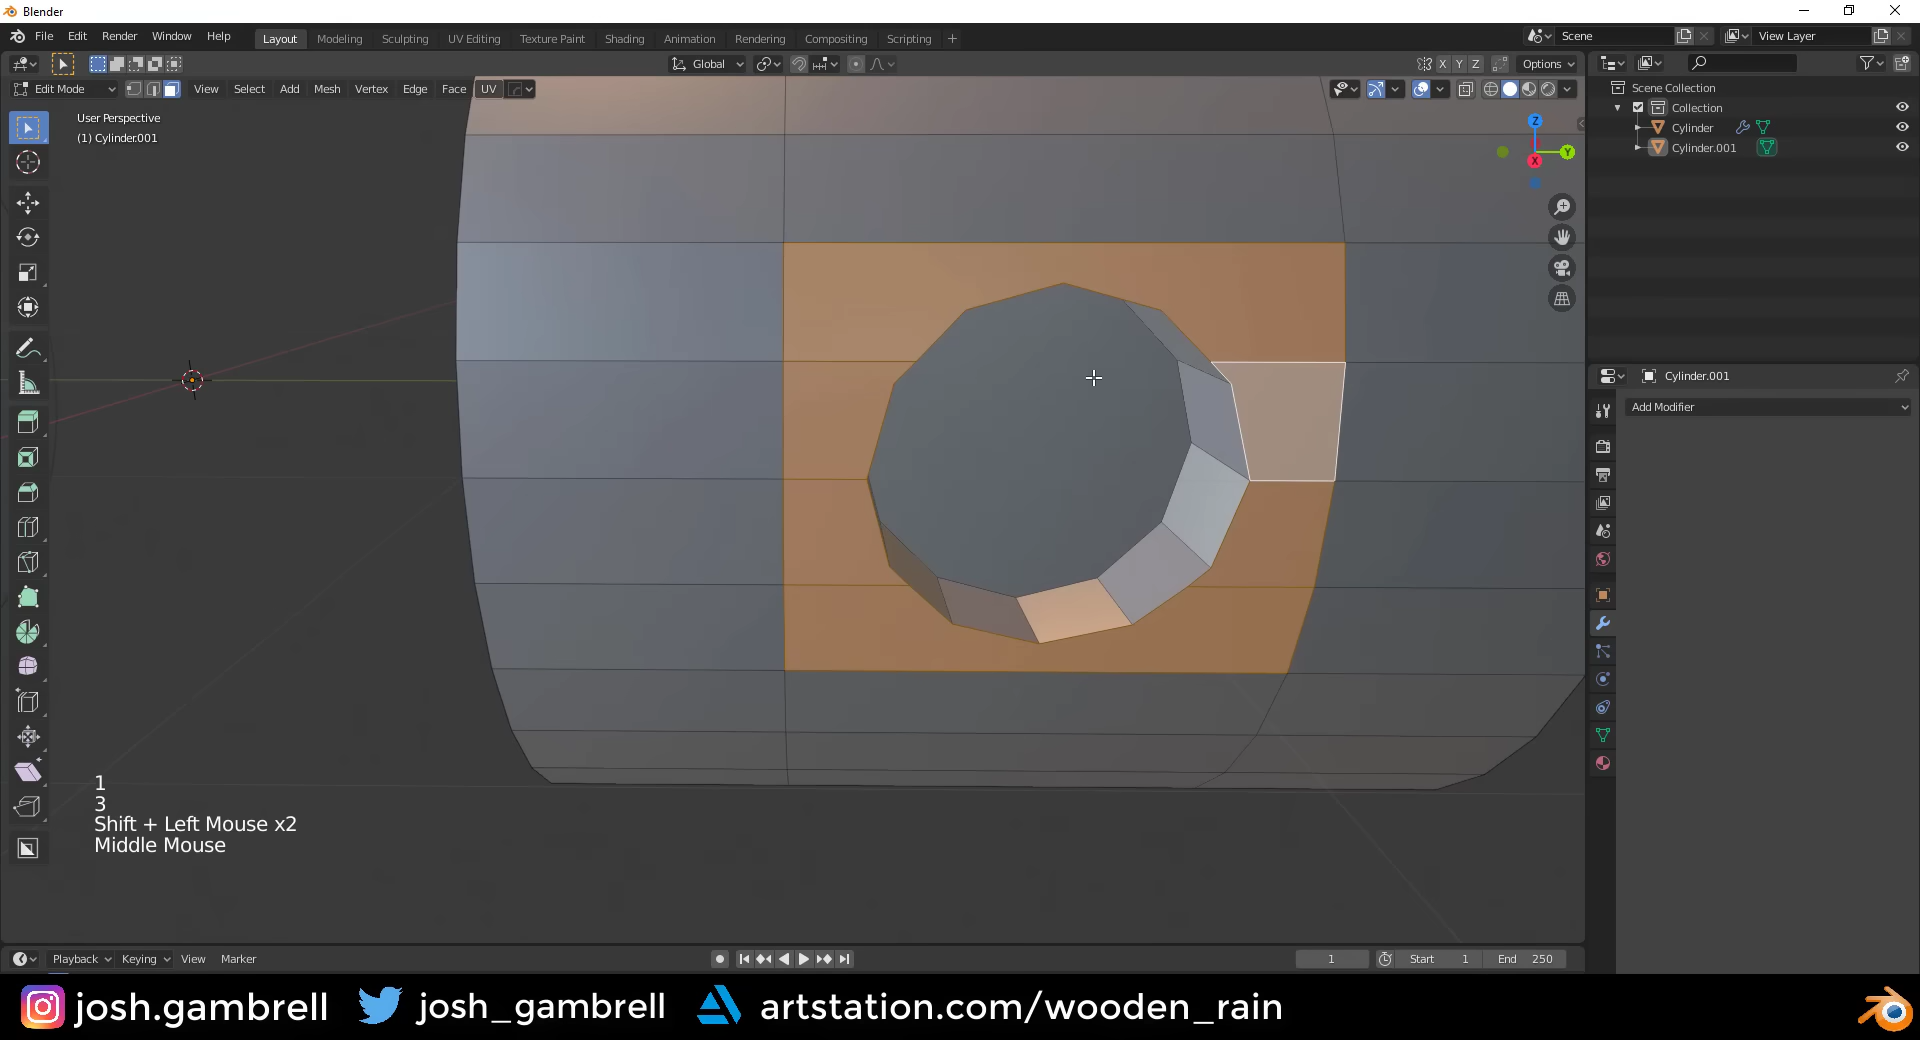 Blender
File Edit Render Window Help
Layout Modeling Sculpting UV Editing Texture Paint Shading Animation Rendering Compositing Scripting +
Scene
View Layer
Global
X Y Z
Options
Edit Mode
View Select Add Mesh Vertex Edge Face UV
User Perspective
(1) Cylinder.001
Z
Y
X
Scene Collection
Collection
Cylinder
Cylinder.001
Cylinder.001
Add Modifier
1
3
Shift + Left Mouse x2
Middle Mouse
Playback Keying View Marker
1
Start 1
End 250
josh.gambrell
josh_gambrell
artstation.com/wooden_rain